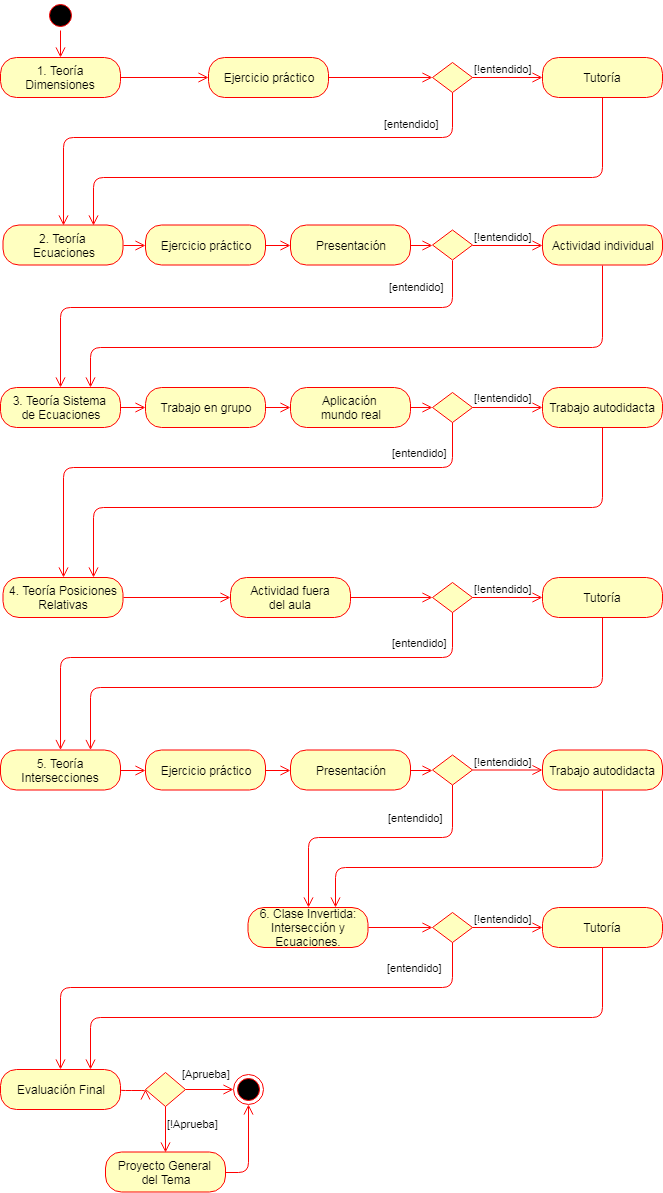 1. Teoría
Dimensiones
Ejercicio práctico
[!entendido]
Tutoría
[entendido]
2. Teoría
Ecuaciones
Ejercicio práctico
Presentación
[!entendido]
Actividad individual
[entendido]
3. Teoría Sistema
de Ecuaciones
Trabajo en grupo
Aplicación
mundo real
[!entendido]
Trabajo autodidacta
[entendido]
4. Teoría Posiciones
Relativas
Actividad fuera
del aula
[!entendido]
Tutoría
[entendido]
5. Teoría
Intersecciones
Ejercicio práctico
Presentación
[!entendido]
Trabajo autodidacta
[entendido]
6. Clase Invertida:
Intersección y
Ecuaciones.
[!entendido]
Tutoría
[entendido]
Evaluación Final
[Aprueba]
[!Aprueba]
Proyecto General
del Tema